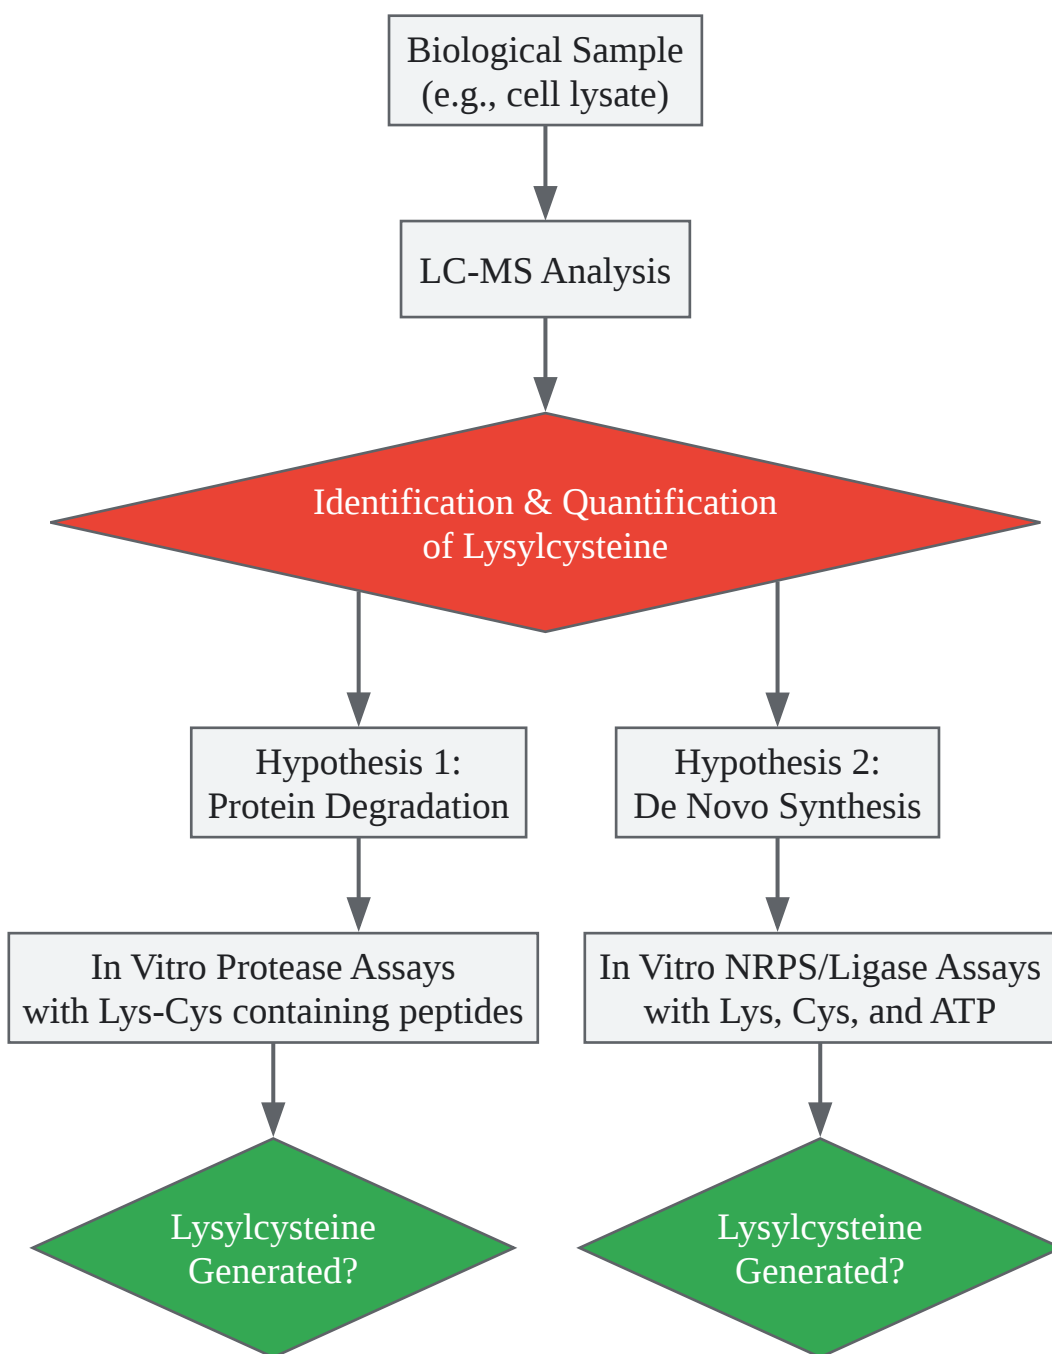 Biological Sample
(e.g., cell lysate)
LC-MS Analysis
Identification & Quantification
of Lysylcysteine
Hypothesis 1:
Protein Degradation
Hypothesis 2:
De Novo Synthesis
In Vitro Protease Assays
with Lys-Cys containing peptides
In Vitro NRPS/Ligase Assays
with Lys, Cys, and ATP
Lysylcysteine
Generated?
Lysylcysteine
Generated?